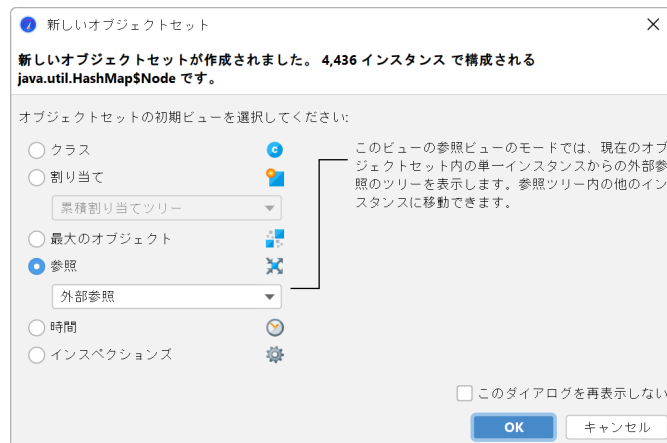 新しいオブジェクトセット
新しいオブジェクトセットが作成されました。 4,436 インスタンス で構成される
java.util.HashMap$Node です。
オブジェクトセットの初期ビューを選択してください:
クラス
割り当て
累積割り当てツリー
最大のオブジェクト
参照
外部参照
時間
インスペクションズ
このビューの参照ビューのモードでは、現在のオブ
ジェクトセット内の単一インスタンスからの外部参
照のツリーを表示します。参照ツリー内の他のイン
スタンスに移動できます。
このダイアログを再表示しない
OK
キャンセル